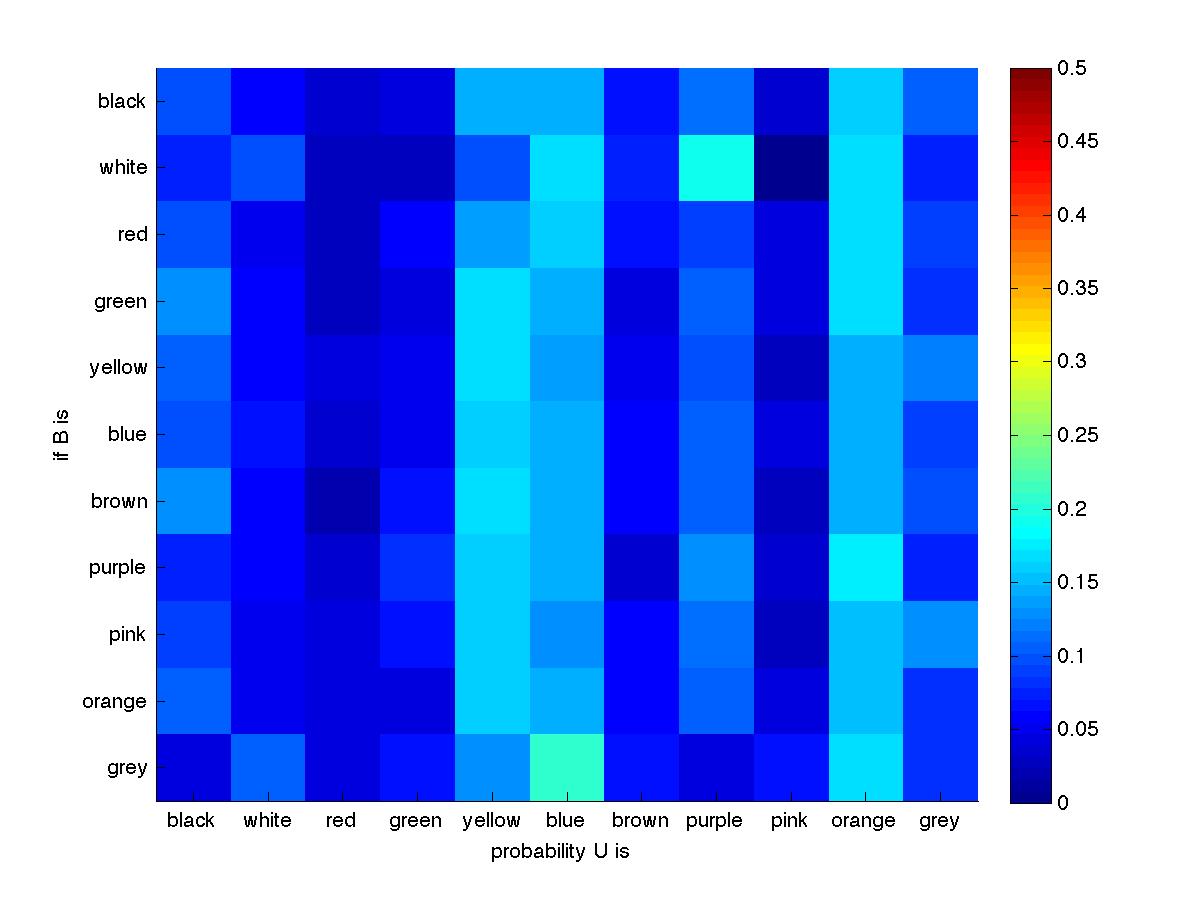 black
white
red
green
yellow
blue
brown
purple
pink
orange
grey
if B is
black white red green yellow blue brown purple pink orange grey
probability U is
0.5
0.45
0.4
0.35
0.3
0.25
0.2
0.15
0.1
0.05
0